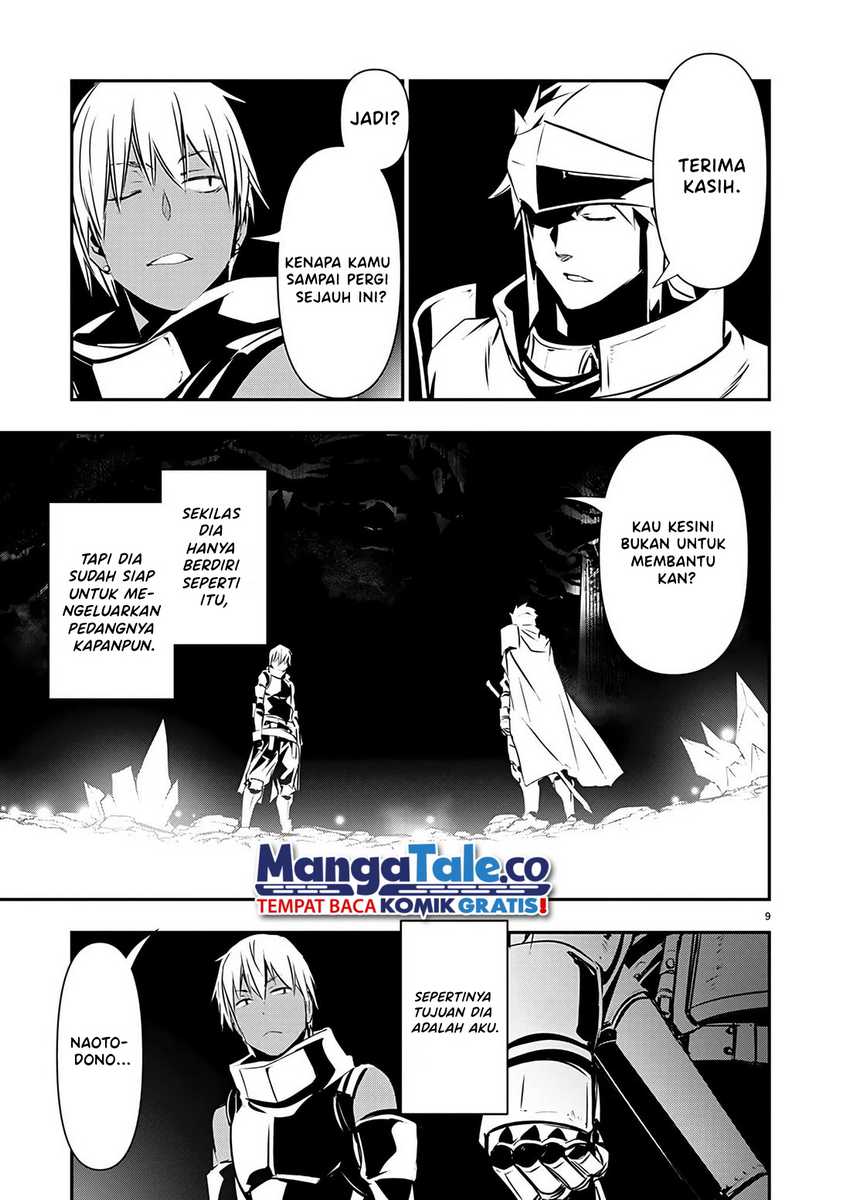 TERIMA
KASIH.
JADI?
KENAPA KAMU
SAMPAI PERGI
SEJAUH INI?
KAU KESINI
BUKAN UNTUK
MEMBANTU
KAN?
SEKILAS
DIA
HANYA
BERDIRI
SEPERTI
ITU,
TAPI DIA
SUDAH SIAP
UNTUK ME-
NGELUARKAN
PEDANGNYA
KAPANPUN.
MangaTale.co
TEMPAT BACA KOMIK GRATIS!
9
SEPERTINYA
TUJUAN DIA
ADALAH AKU.
NAOTO-
DONO...